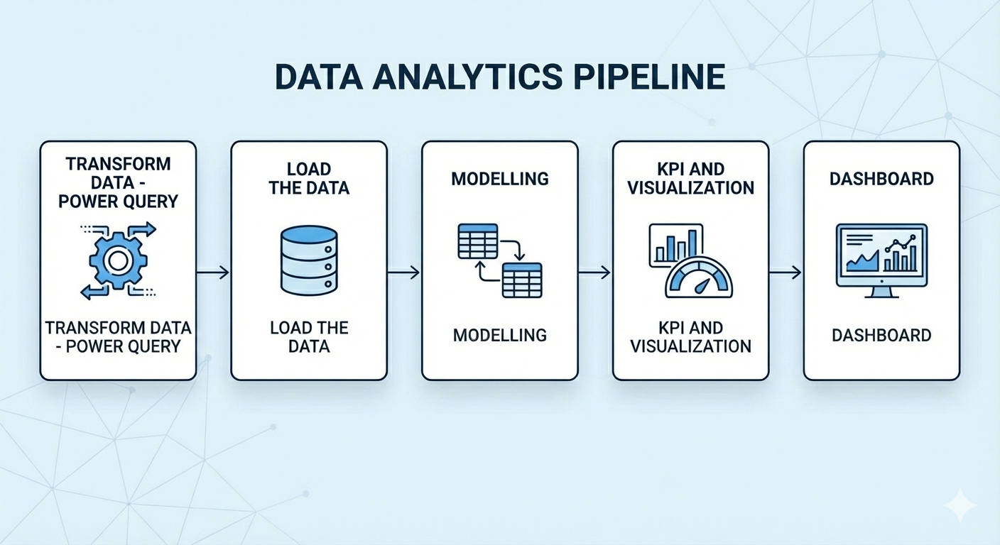 DATA ANALYTICS PIPELINE
TRANSFORM
DATA -
POWER QUERY
TRANSFORM DATA
- POWER QUERY
LOAD
THE DATA
LOAD THE
DATA
MODELLING
MODELLING
KPI AND
VISUALIZATION
KPI AND
VISUALIZATION
DASHBOARD
DASHBOARD